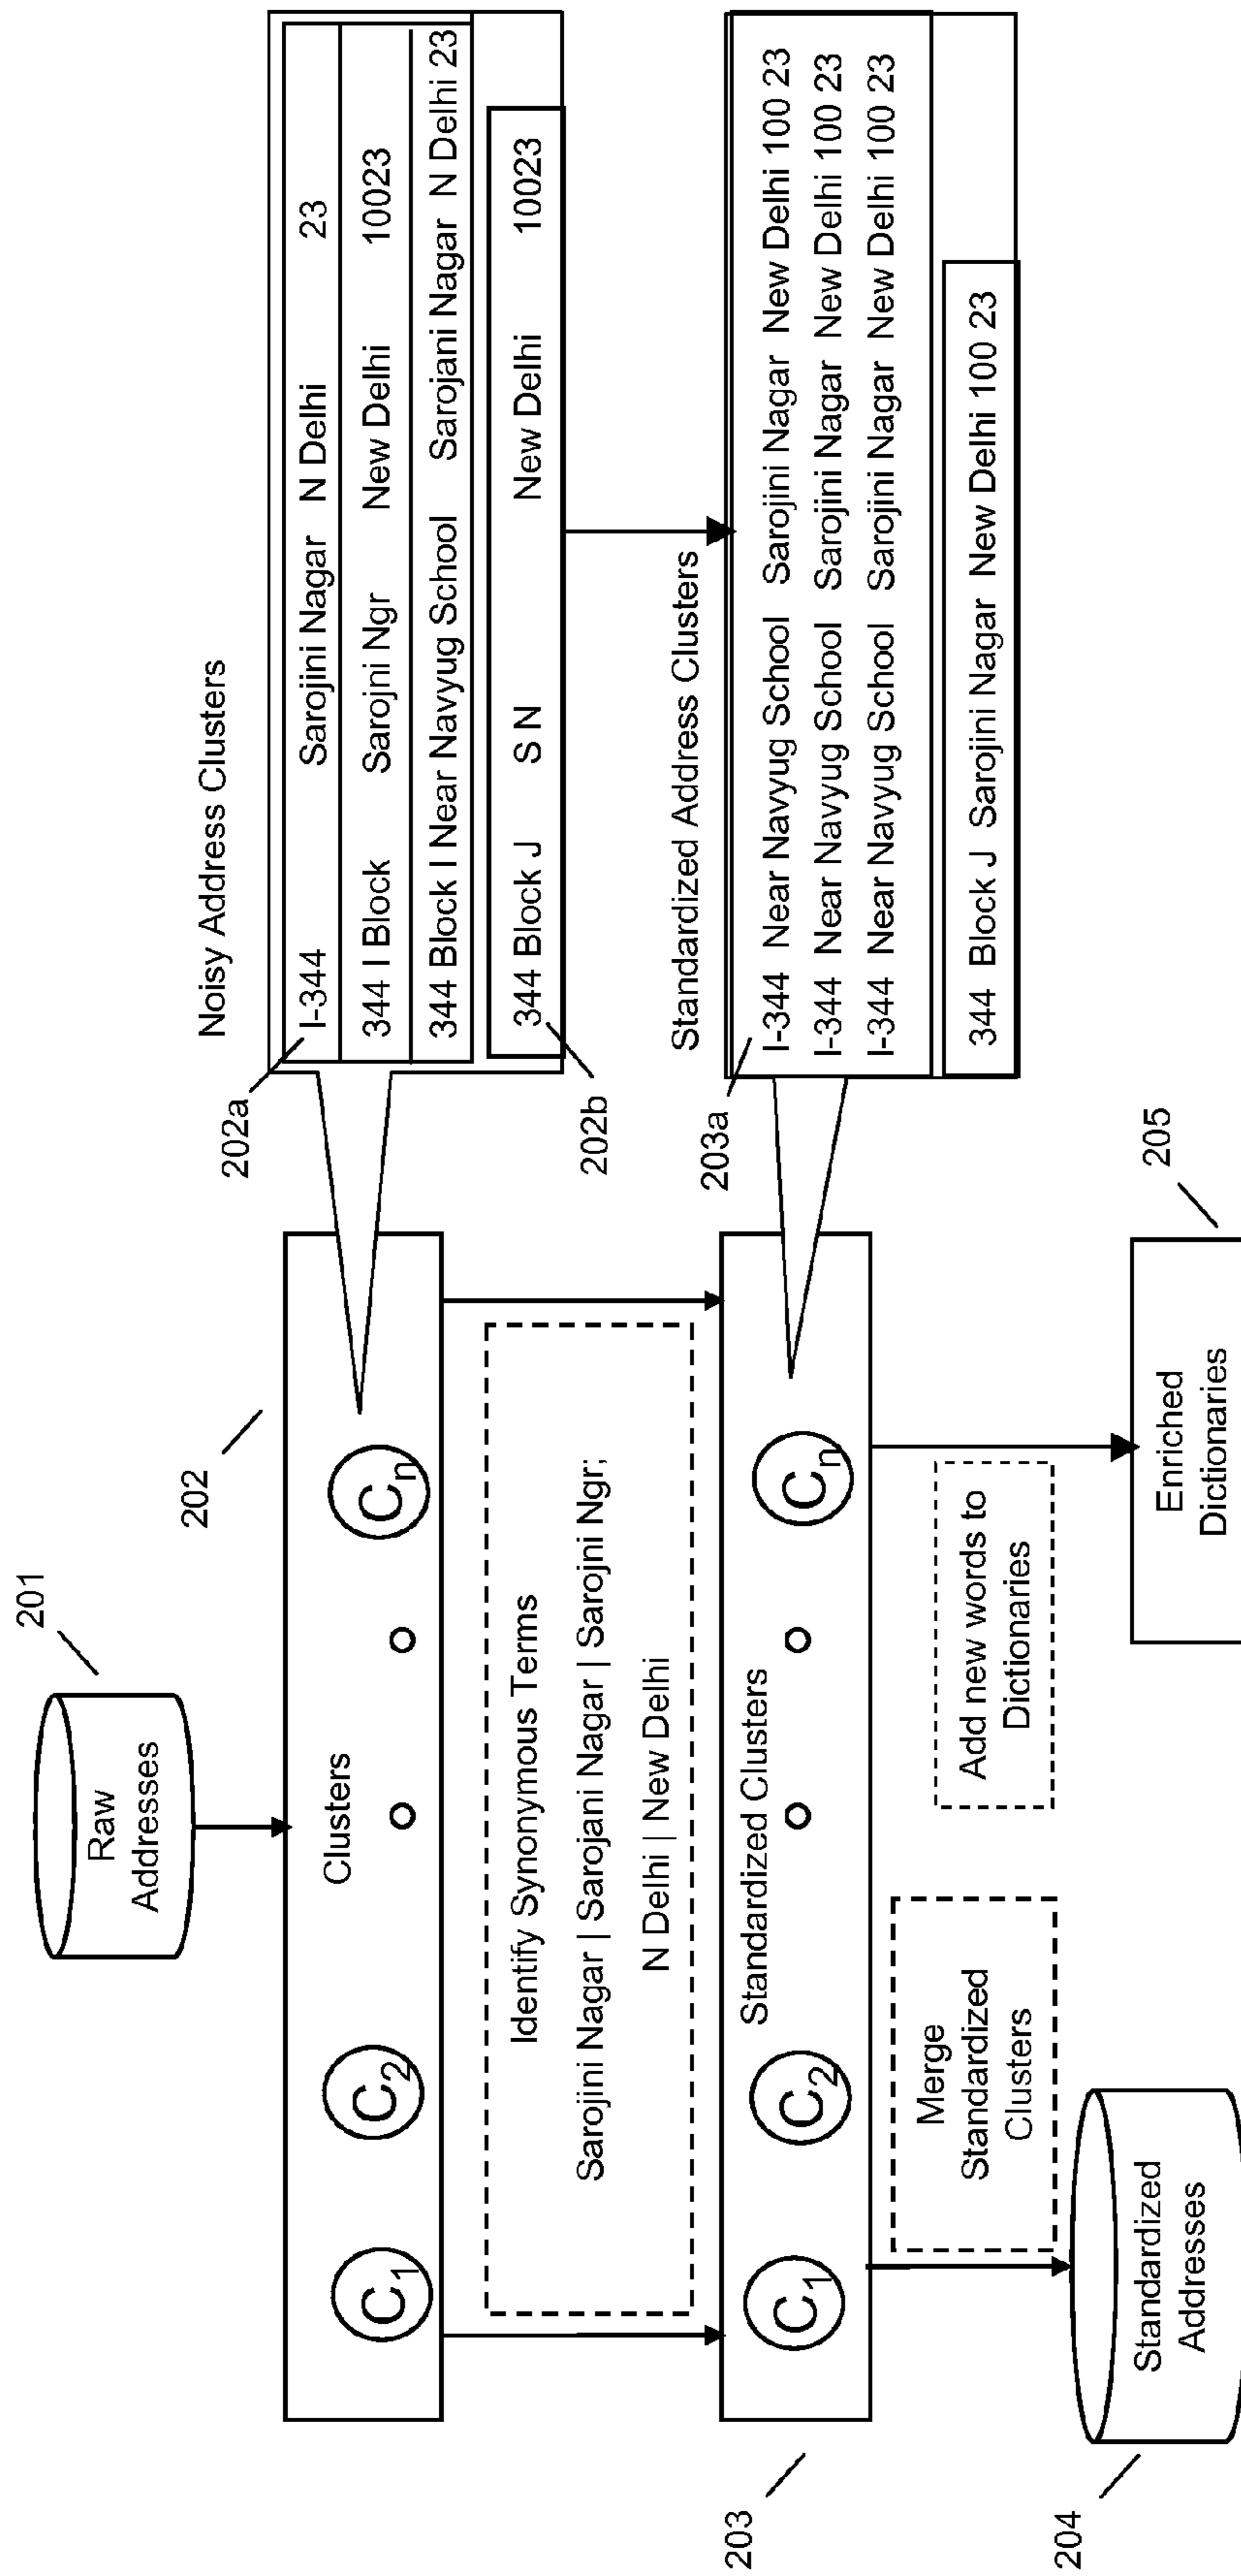 201
Raw
Addresses
202
Clusters
C1
C2
Cn
Noisy Address Clusters
202a
I-344 Sarojini Nagar N Delhi 23
344 I Block Sarojni Ngr New Delhi 10023
344 Block I Near Navyug School Sarojani Nagar N Delhi 23
344 Block J S N New Delhi 10023
202b
Identify Synonymous Terms
Sarojini Nagar | Sarojani Nagar | Sarojni Ngr;
N Delhi | New Delhi
203
Standardized Clusters
C1
C2
Cn
Standardized Address Clusters
203a
I-344 Near Navyug School Sarojini Nagar New Delhi 100 23
I-344 Near Navyug School Sarojini Nagar New Delhi 100 23
I-344 Near Navyug School Sarojini Nagar New Delhi 100 23
344 Block J Sarojini Nagar New Delhi 100 23
Merge
Standardized
Clusters
Add new words to
Dictionaries
204
Standardized
Addresses
205
Enriched
Dictionaries